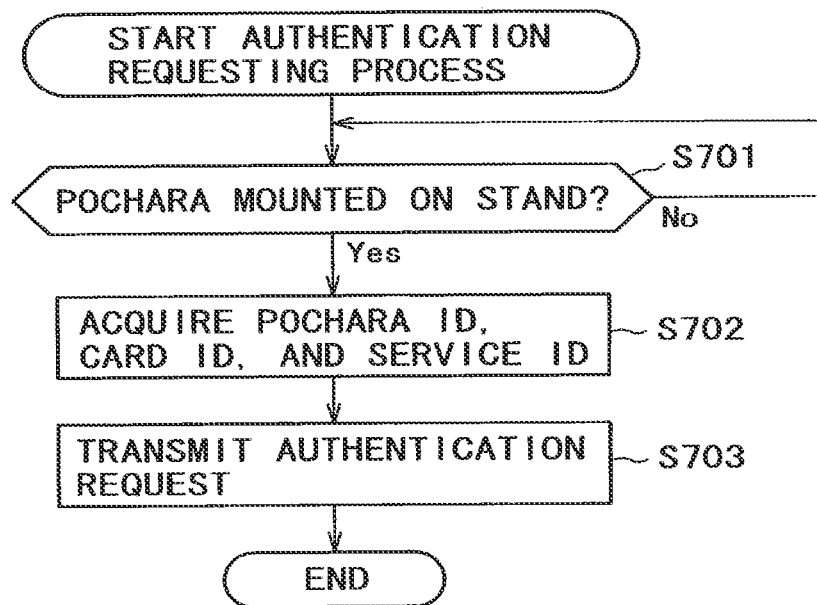 START AUTHENTICATION
REQUESTING PROCESS
S701
POCHARA MOUNTED ON STAND?
No
Yes
ACQUIRE POCHARA ID,
CARD ID, AND SERVICE ID
S702
TRANSMIT AUTHENTICATION
REQUEST
S703
END